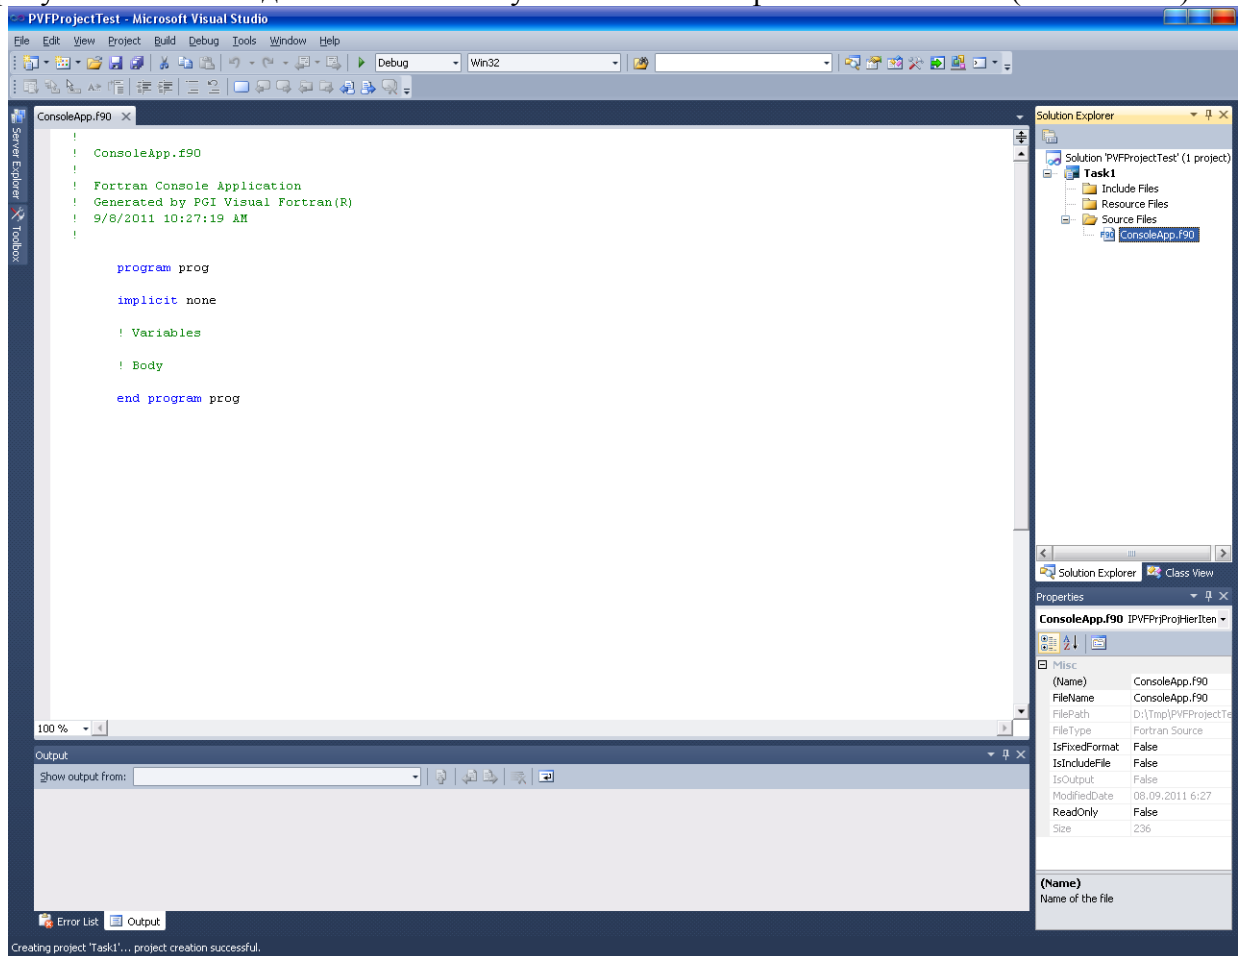 PVFProjectTest - Microsoft Visual Studio
File Edit View Project Build Debug Tools Window Help
Debug Win32
ConsoleApp.f90
Server Explorer
Toolbox
!
! ConsoleApp.f90
!
! Fortran Console Application
! Generated by PGI Visual Fortran(R)
! 9/8/2011 10:27:19 AM
!
program prog
implicit none
! Variables
! Body
end program prog
100 %
Output
Show output from:
Error List Output
Creating project 'Task1'... project creation successful.
Solution Explorer
Solution 'PVFProjectTest' (1 project)
Task1
Include Files
Resource Files
Source Files
ConsoleApp.f90
Solution Explorer Class View
Properties
ConsoleApp.f90 IPVFPrjProjHierIten
Misc
(Name) ConsoleApp.f90
FileName ConsoleApp.f90
FilePath D:\Tmp\PVFProjectTe
FileType Fortran Source
IsFixedFormat False
IsIncludeFile False
IsOutput False
ModifiedDate 08.09.2011 6:27
ReadOnly False
Size 236
(Name)
Name of the file